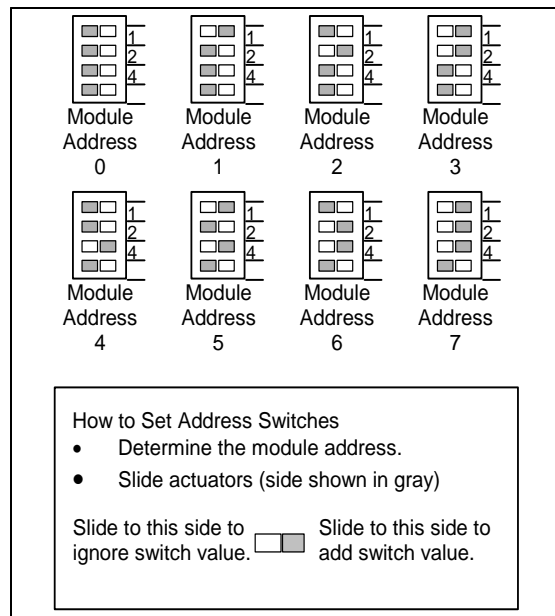 1 1 1 1
2 2 2 2
4 4 4 4
Module Module Module Module
Address Address Address Address
0 1 2 3
1 1 1 1
2 2 2 2
4 4 4 4
Module Module Module Module
Address Address Address Address
4 5 6 7
How to Set Address Switches
• Determine the module address.
• Slide actuators (side shown in gray)
Slide to this side to Slide to this side to
ignore switch value. add switch value.